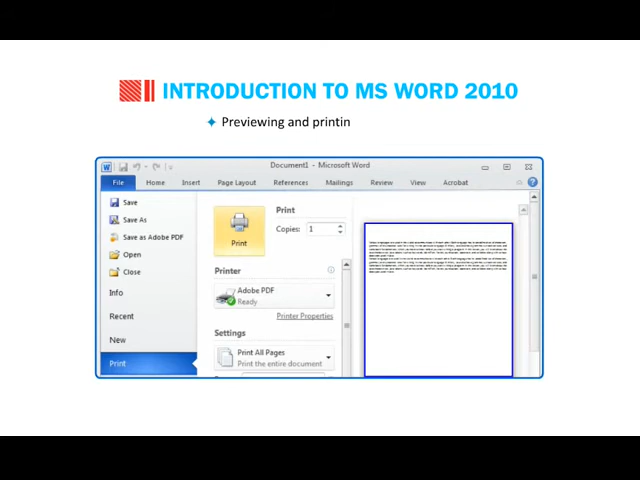 INTRODUCTION TO MS WORD 2010
Previewing and printin
Document1 - Microsoft Word
File Home Insert Page Layout References Mailings Review View Acrobat
Save
Save As
Save as Adobe PDF
Open
Close
Info
Recent
New
Print
Print
Print
Copies: 1
Printer
Adobe PDF
Ready
Printer Properties
Settings
Print All Pages
Print the entire document